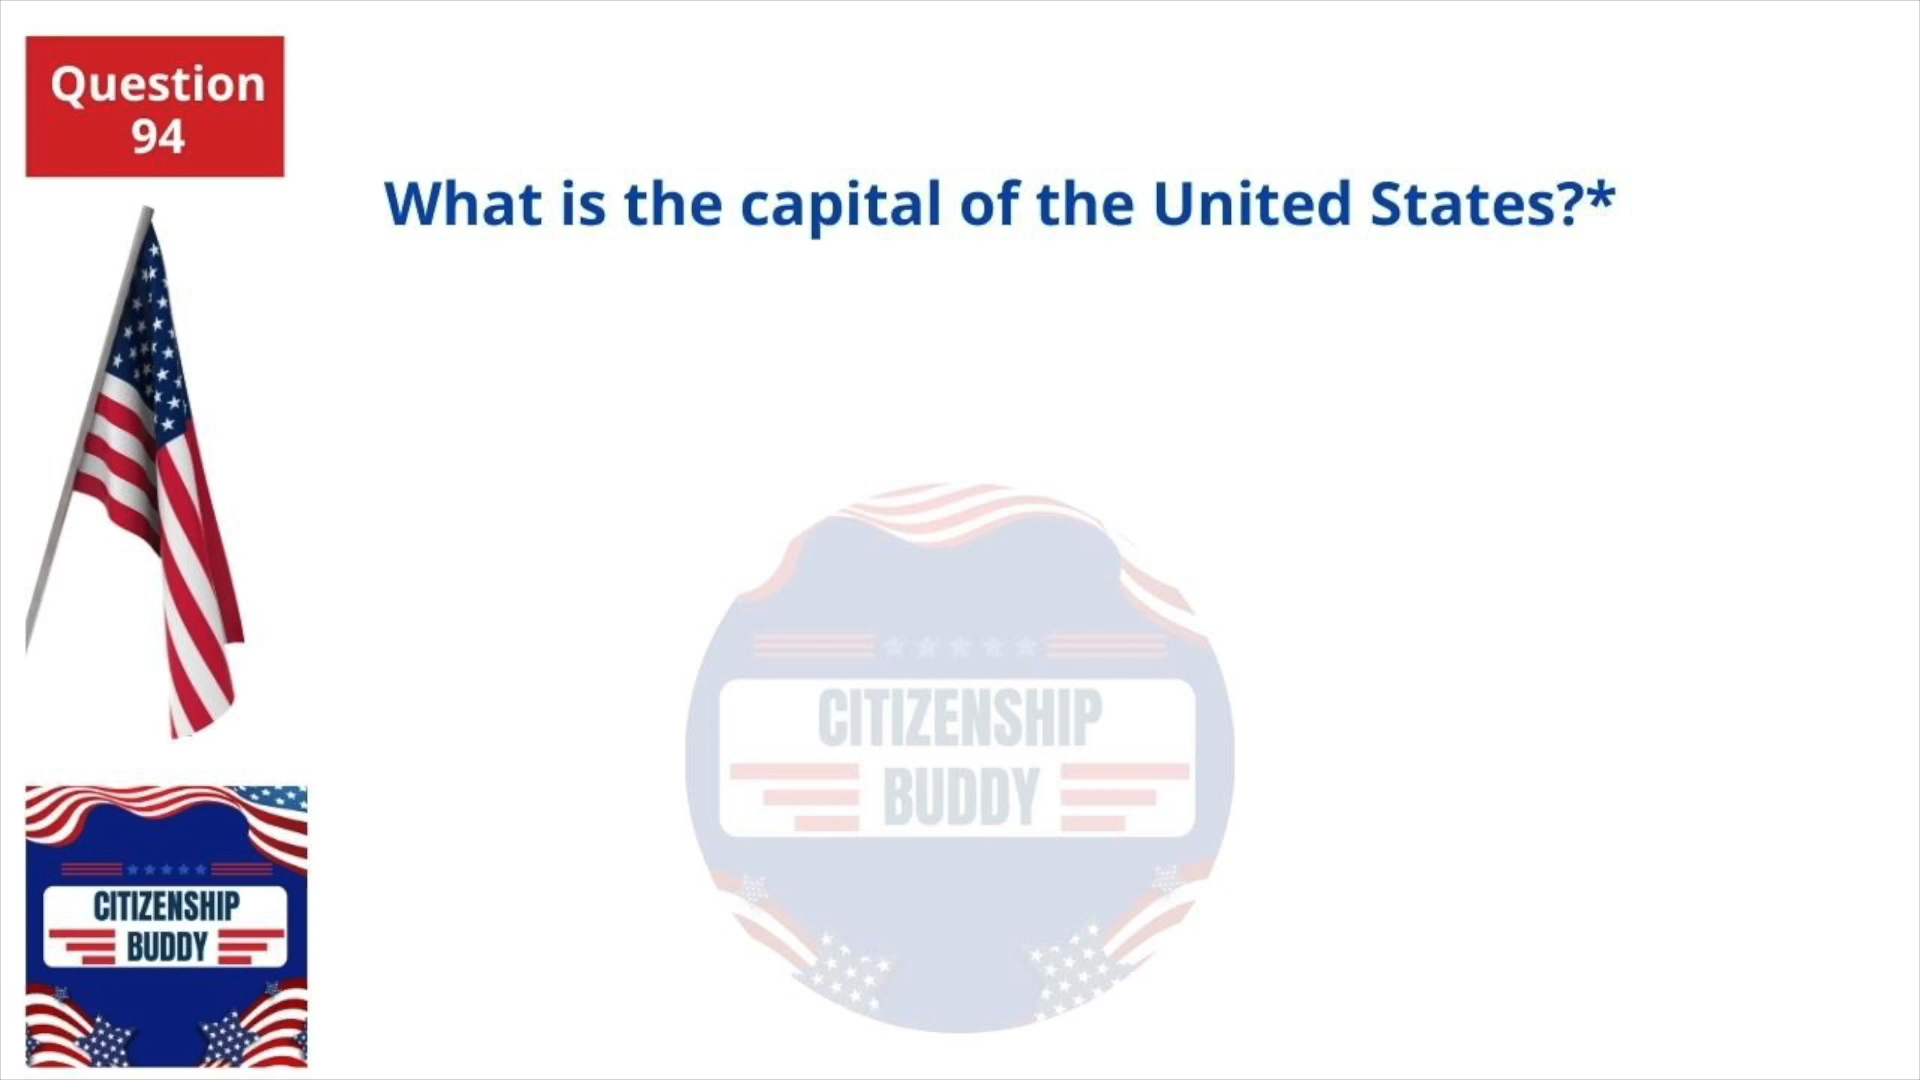 Question
94
What is the capital of the United States?*
CITIZENSHIP
BUDDY
CITIZENSHIP
BUDDY